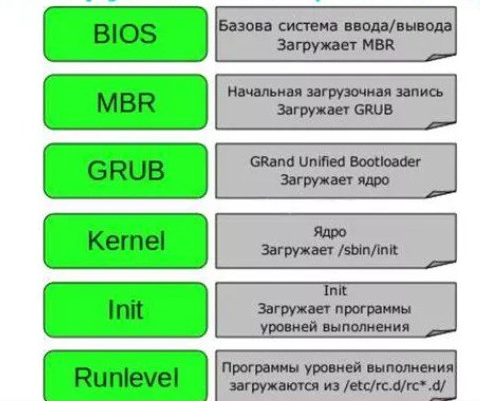 BIOS
Базова система ввода/вывода
Загружает MBR
MBR
Начальная загрузочная запись
Загружает GRUB
GRUB
GRand Unified Bootloader
Загружает ядро
Kernel
Ядро
Загружает /sbin/init
Init
Init
Загружает программы
уровней выполнения
Runlevel
Программы уровней выполнения
загружаются из /etc/rc.d/rc*.d/